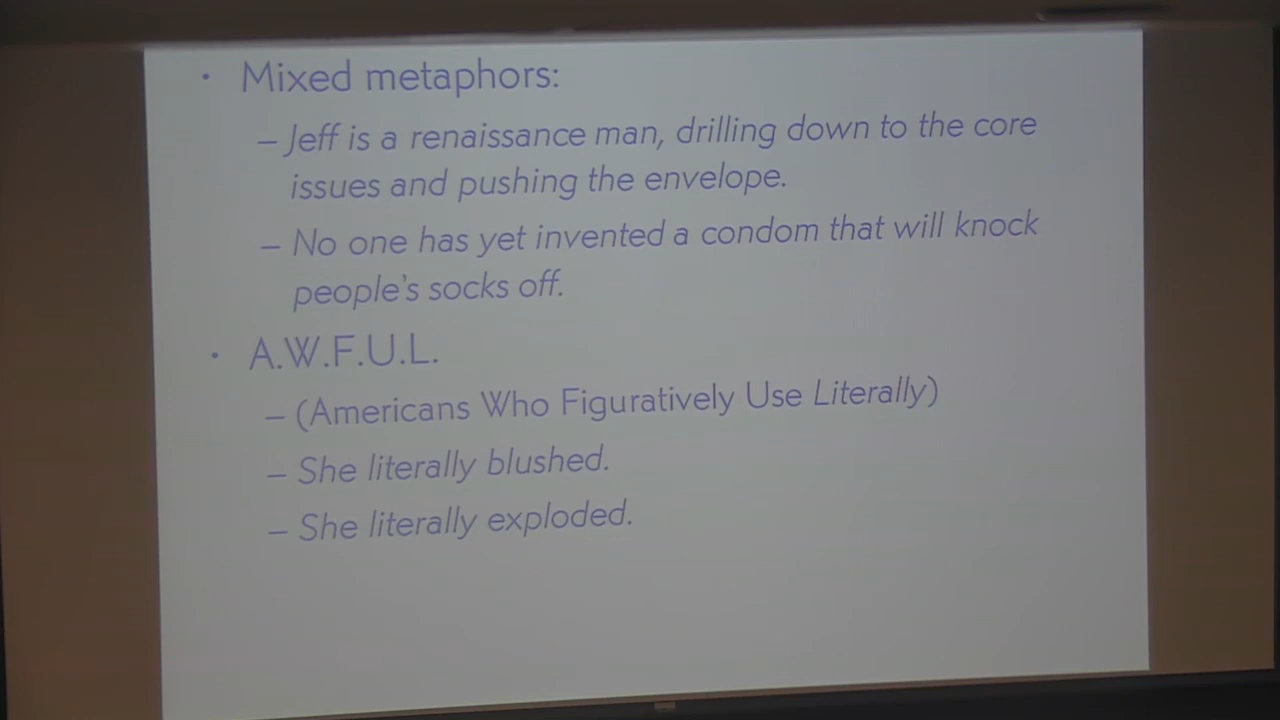 • Mixed metaphors:
– Jeff is a renaissance man, drilling down to the core
issues and pushing the envelope.
– No one has yet invented a condom that will knock
people's socks off.
• A.W.F.U.L.
– (Americans Who Figuratively Use Literally)
– She literally blushed.
– She literally exploded.